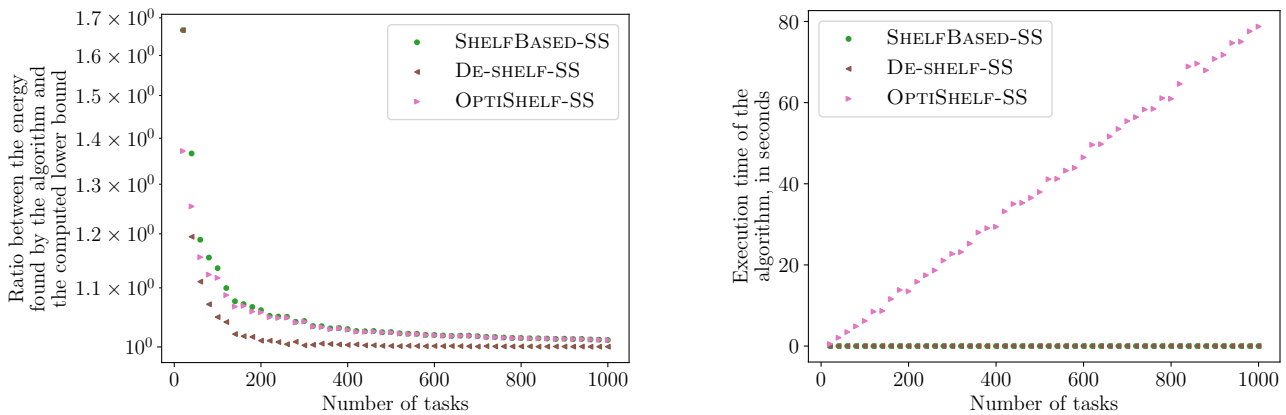 1.7 × 10⁰
1.6 × 10⁰
1.5 × 10⁰
1.4 × 10⁰
1.3 × 10⁰
1.2 × 10⁰
1.1 × 10⁰
10⁰
Ratio between the energy
found by the algorithm and
the computed lower bound
SHELFBASED-SS
DE-SHELF-SS
OPTISHELF-SS
0 200 400 600 800 1000
Number of tasks
80
60
40
20
0
Execution time of the
algorithm, in seconds
SHELFBASED-SS
DE-SHELF-SS
OPTISHELF-SS
0 200 400 600 800 1000
Number of tasks